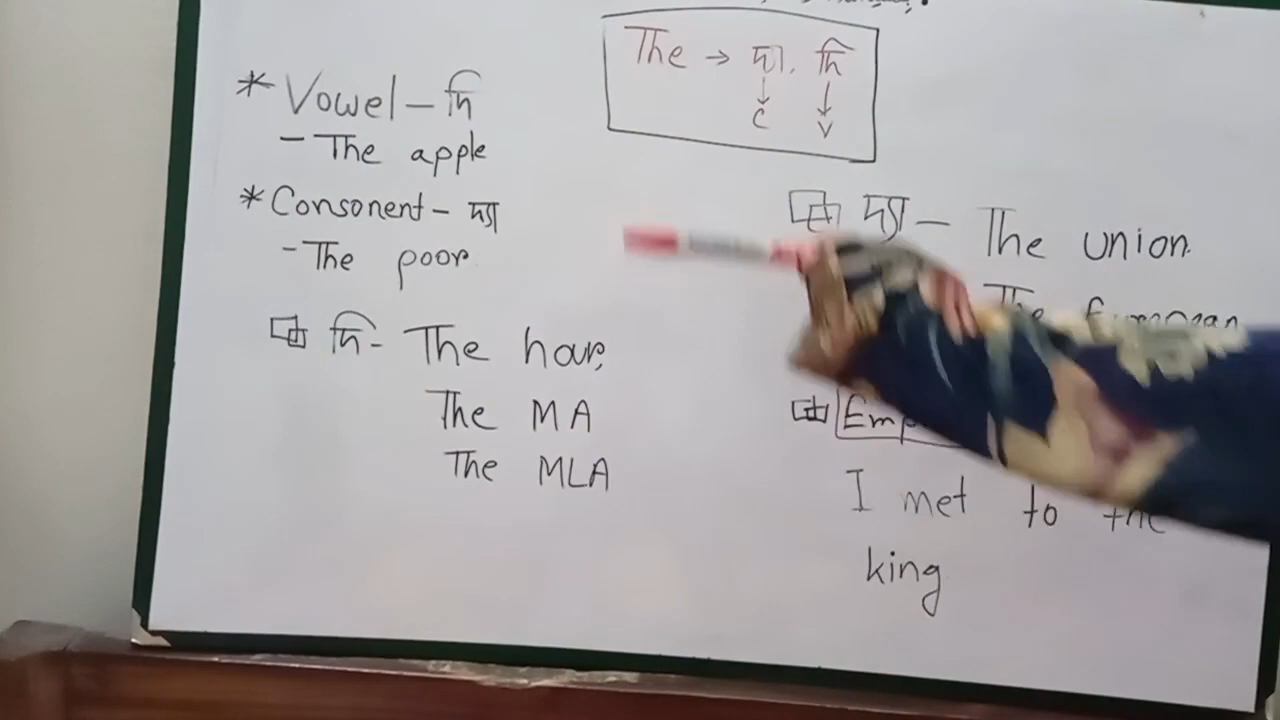 The → দ্যা, দি
C V
* Vowel – দি
– The apple
* Consonent – দ্যা
– The poor
দি – The hour,
The MA
The MLA
দ্যা – The union
The European
I met to the
king